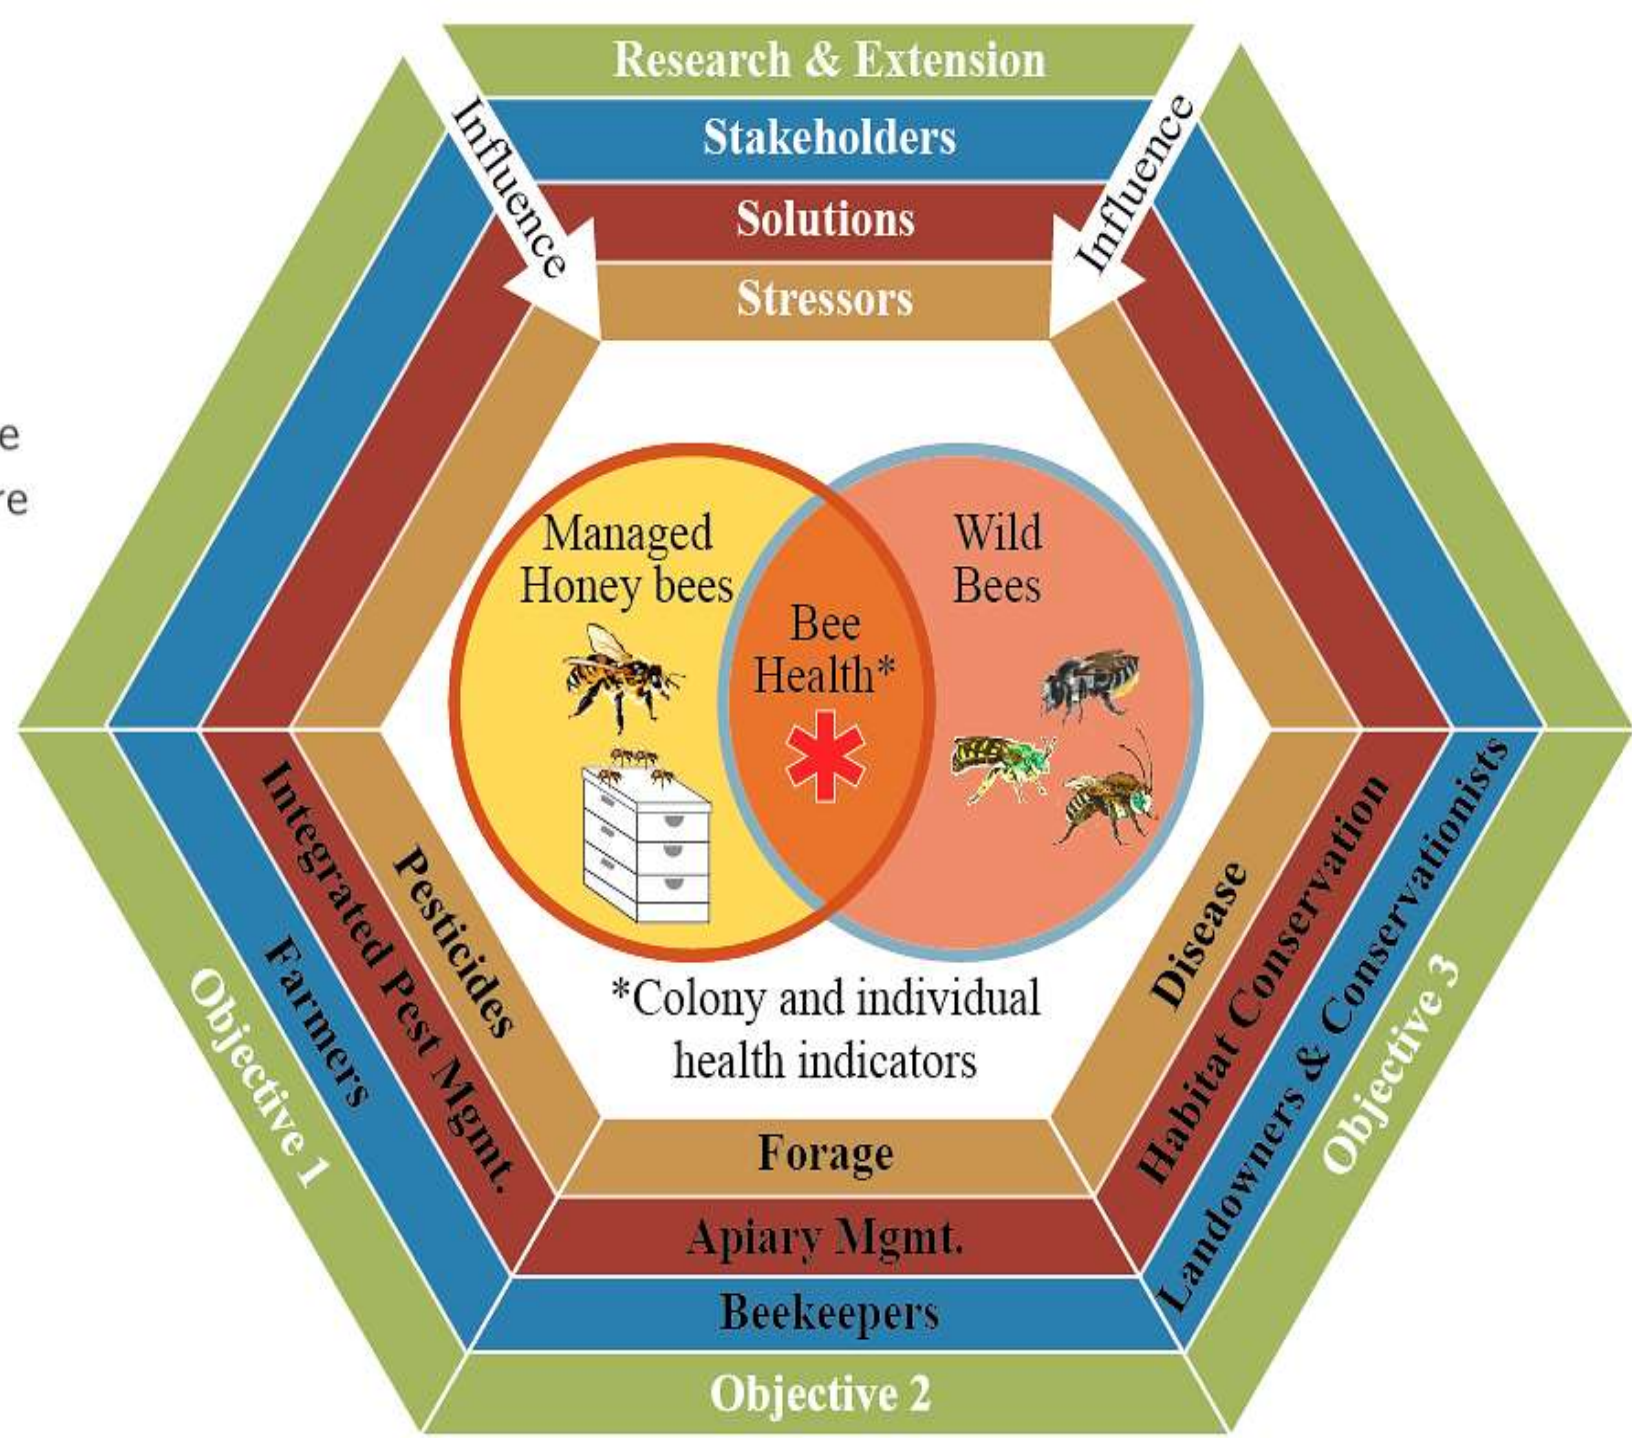 Research & Extension
Stakeholders
Solutions
Stressors
Influence
Influence
e
re
Managed
Honey bees
Wild
Bees
Bee
Health*
*Colony and individual
health indicators
Pesticides
Integrated Pest Mgmt.
Farmers
Objective 1
Forage
Apiary Mgmt.
Beekeepers
Objective 2
Disease
Habitat Conservation
Landowners & Conservationists
Objective 3